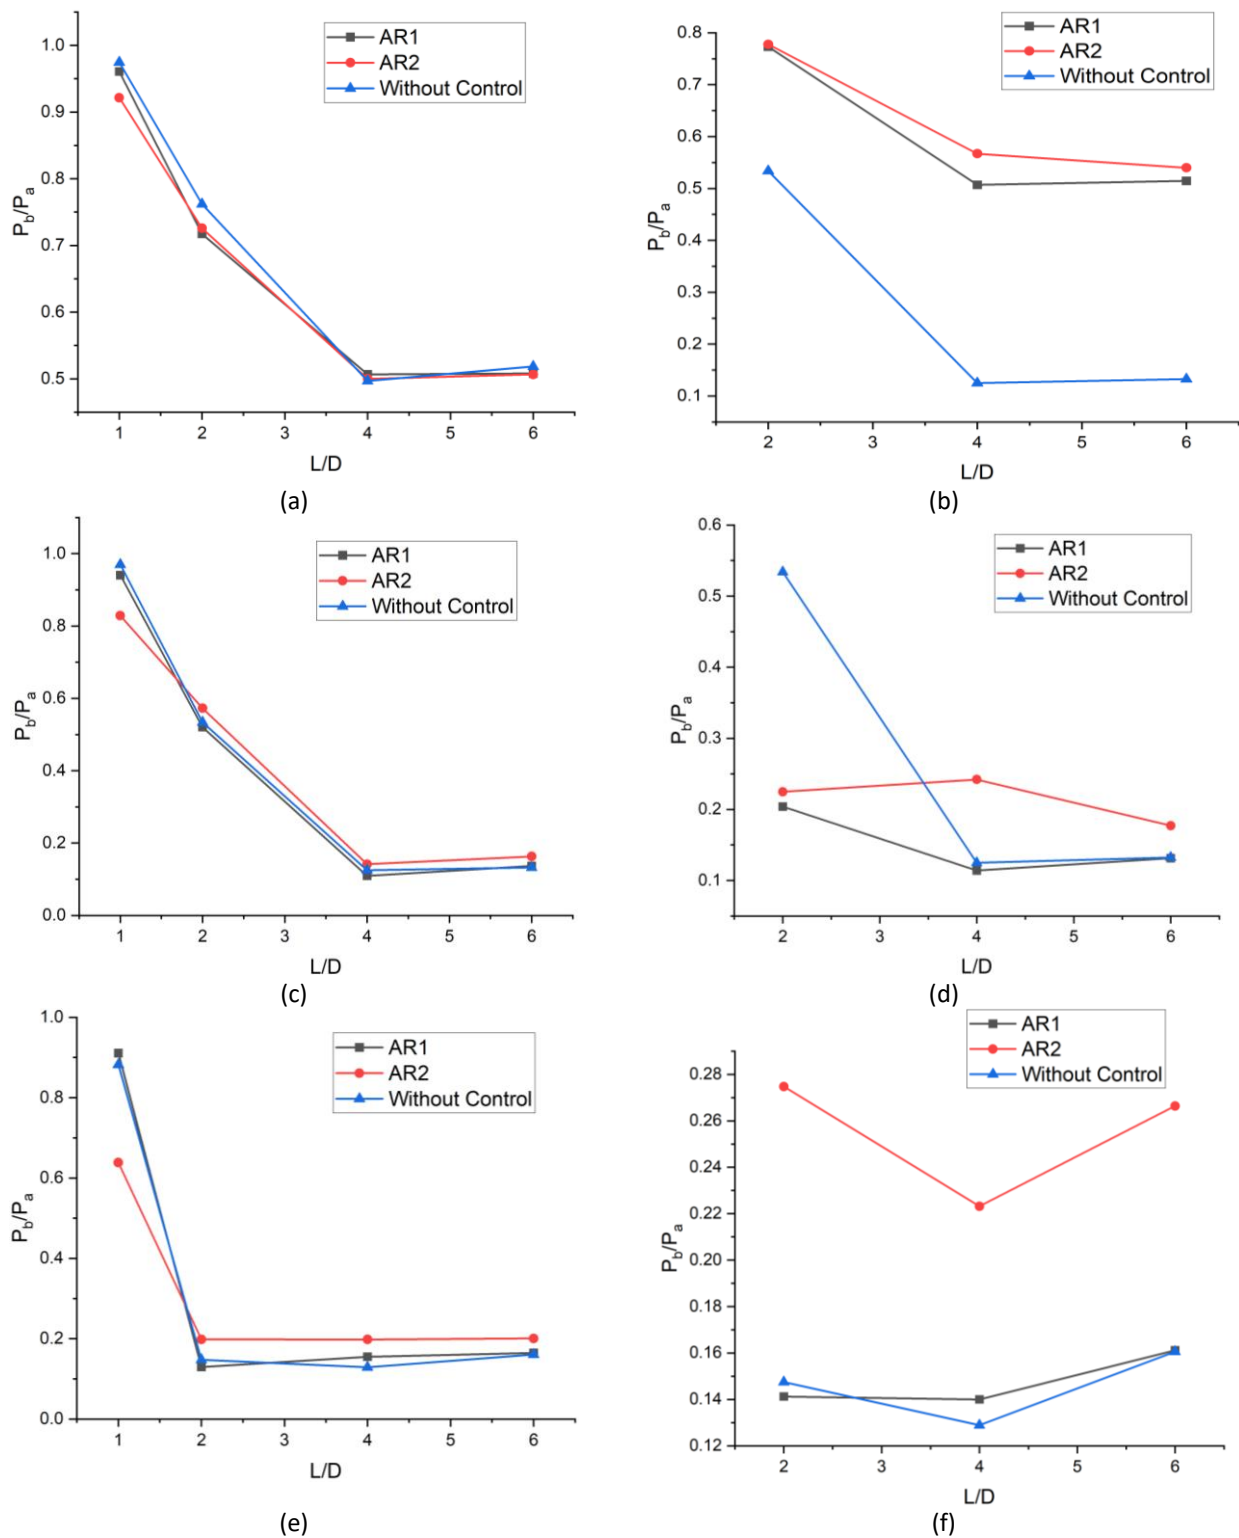 AR1
AR2
Without Control
1.0
0.9
0.8
0.7
0.6
0.5
Pb/Pa
1 2 3 4 5 6
L/D
(a)
AR1
AR2
Without Control
0.8
0.7
0.6
0.5
0.4
0.3
0.2
0.1
Pb/Pa
2 3 4 5 6
L/D
(b)
AR1
AR2
Without Control
1.0
0.8
0.6
0.4
0.2
0.0
Pb/Pa
1 2 3 4 5 6
L/D
(c)
AR1
AR2
Without Control
0.6
0.5
0.4
0.3
0.2
0.1
Pb/Pa
2 3 4 5 6
L/D
(d)
AR1
AR2
Without Control
1.0
0.8
0.6
0.4
0.2
0.0
Pb/Pa
1 2 3 4 5 6
L/D
(e)
AR1
AR2
Without Control
0.28
0.26
0.24
0.22
0.20
0.18
0.16
0.14
0.12
Pb/Pa
2 4 4 5 6
L/D
(f)